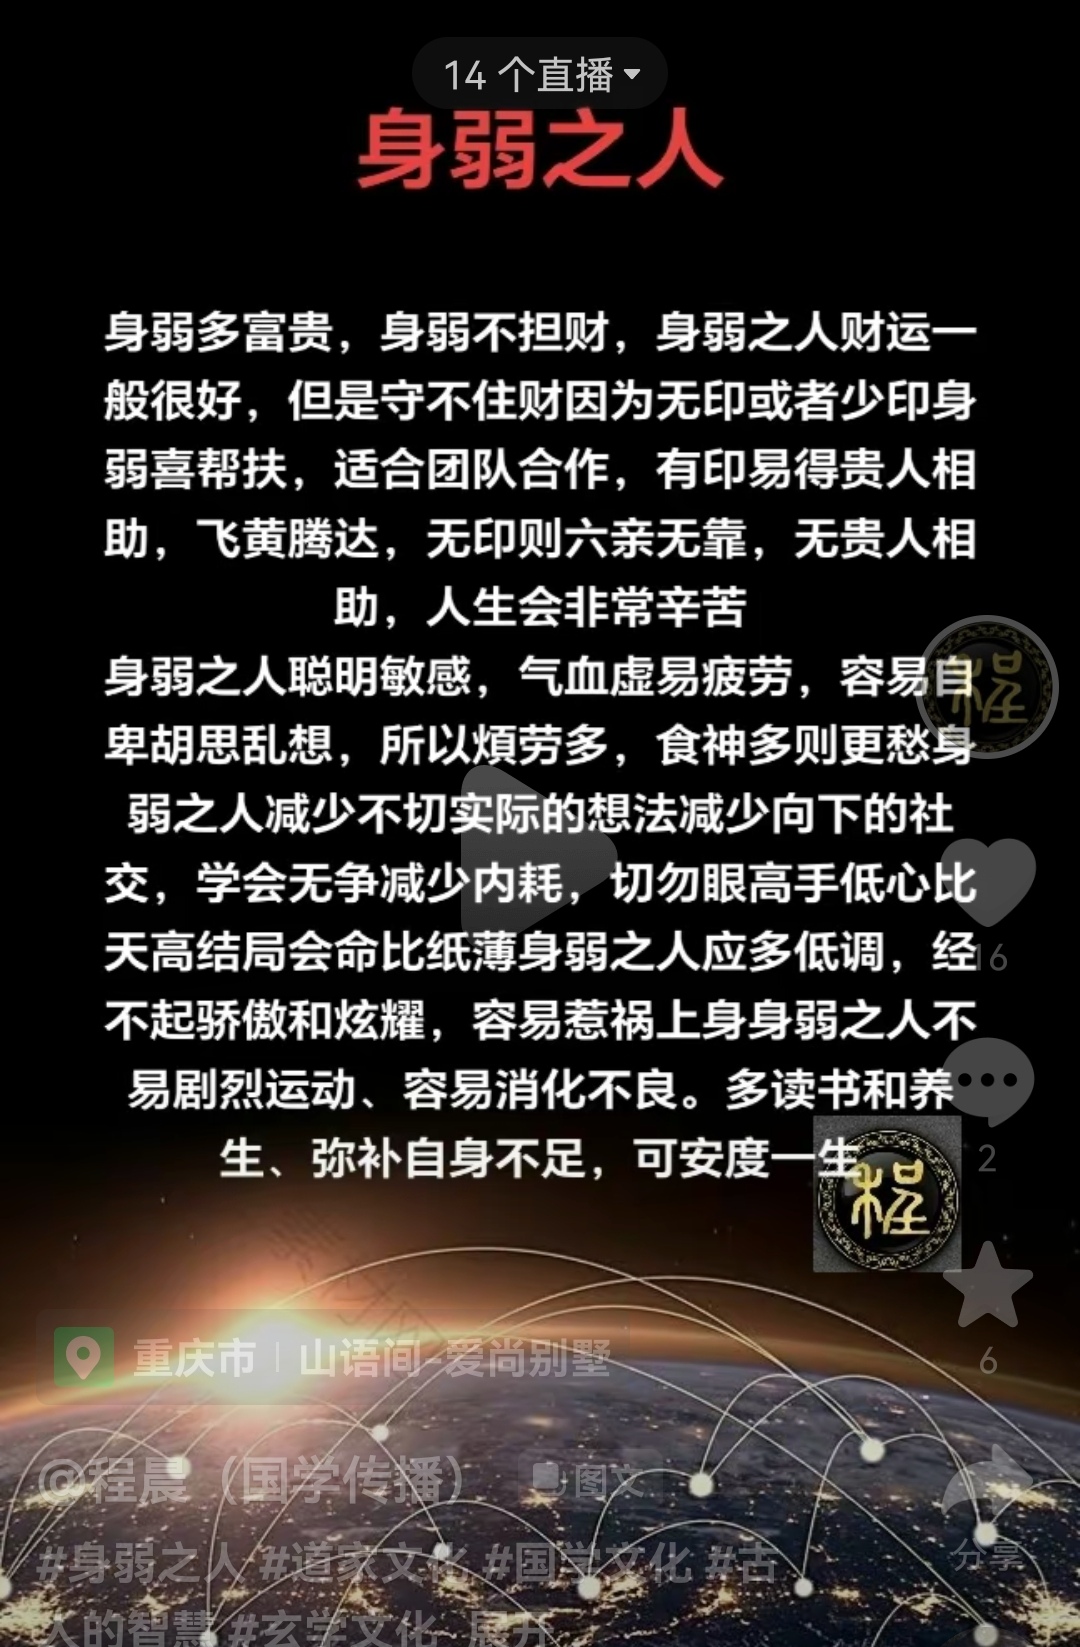 14 个直播
身弱之人
身弱多富贵，身弱不担财，身弱之人财运一
般很好，但是守不住财因为无印或者少印身
弱喜帮扶，适合团队合作，有印易得贵人相
助，飞黄腾达，无印则六亲无靠，无贵人相
助，人生会非常辛苦
身弱之人聪明敏感，气血虚易疲劳，容易自
卑胡思乱想，所以煩劳多，食神多则更愁身
弱之人减少不切实际的想法减少向下的社
交，学会无争减少内耗，切勿眼高手低心比
天高结局会命比纸薄身弱之人应多低调，经
不起骄傲和炫耀，容易惹祸上身身弱之人不
易剧烈运动、容易消化不良。多读书和养
生、弥补自身不足，可安度一生
程
16
2
程
6
重庆市 | 山语间-爱尚别墅
@程晨（国学传播） 图文
分享
#身弱之人 #道家文化 #国学文化 #古
人的智慧 #玄学文化 展开